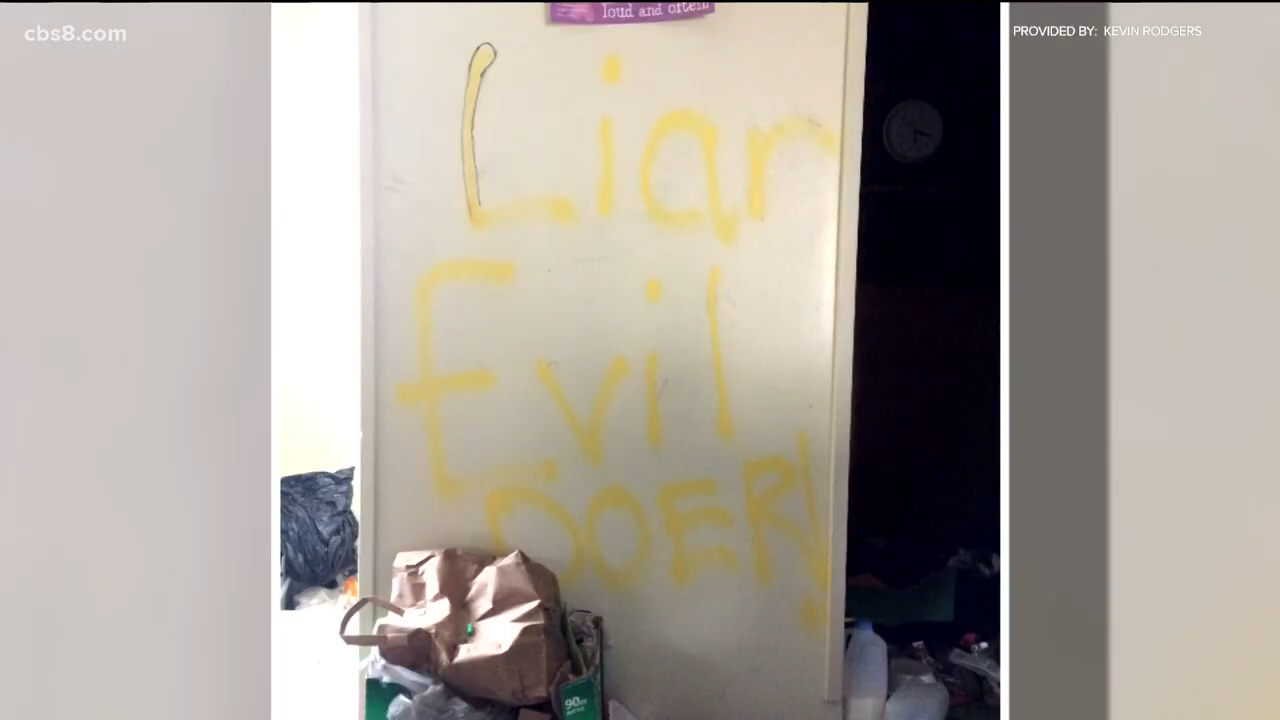 cbs8.com
PROVIDED BY: KEVIN RODGERS
loud and often
Liar
Evil
DOER!
90